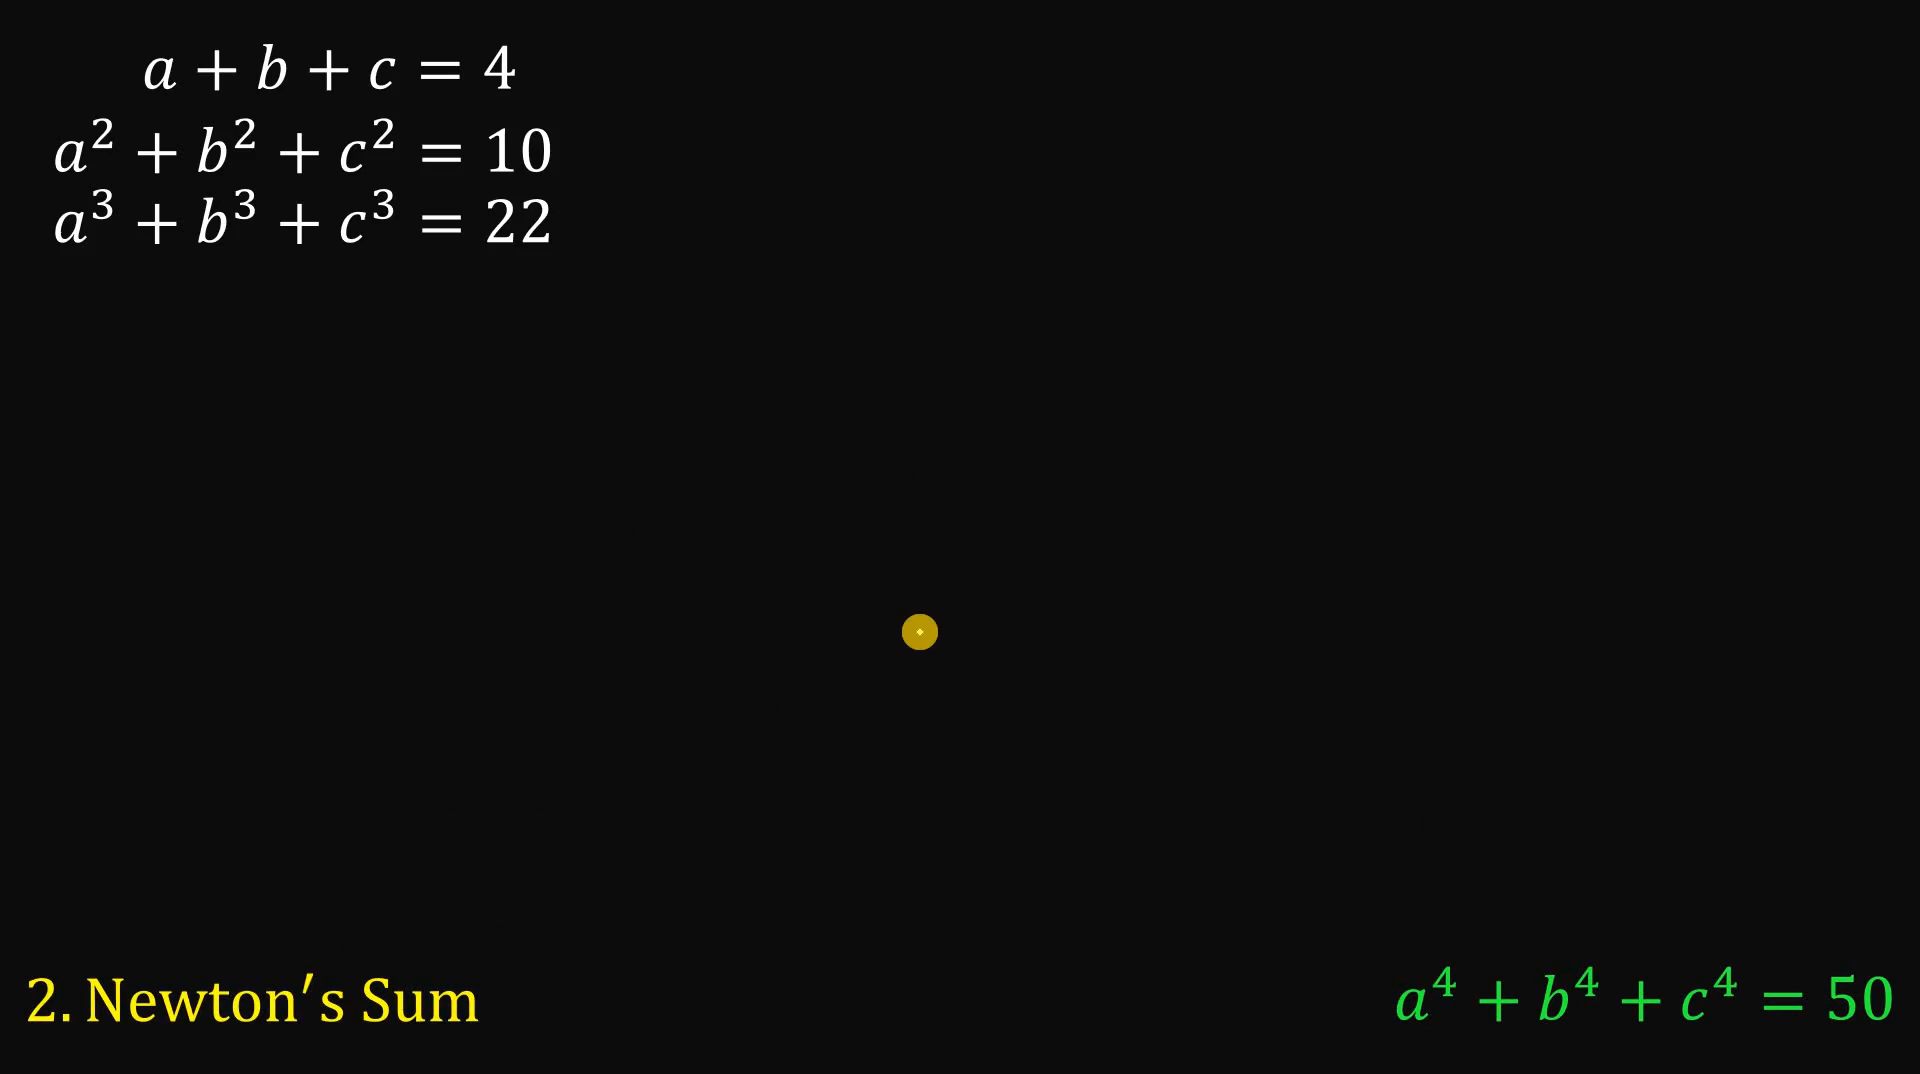 a + b + c = 4
a² + b² + c² = 10
a³ + b³ + c³ = 22
2. Newton′s Sum
a⁴ + b⁴ + c⁴ = 50